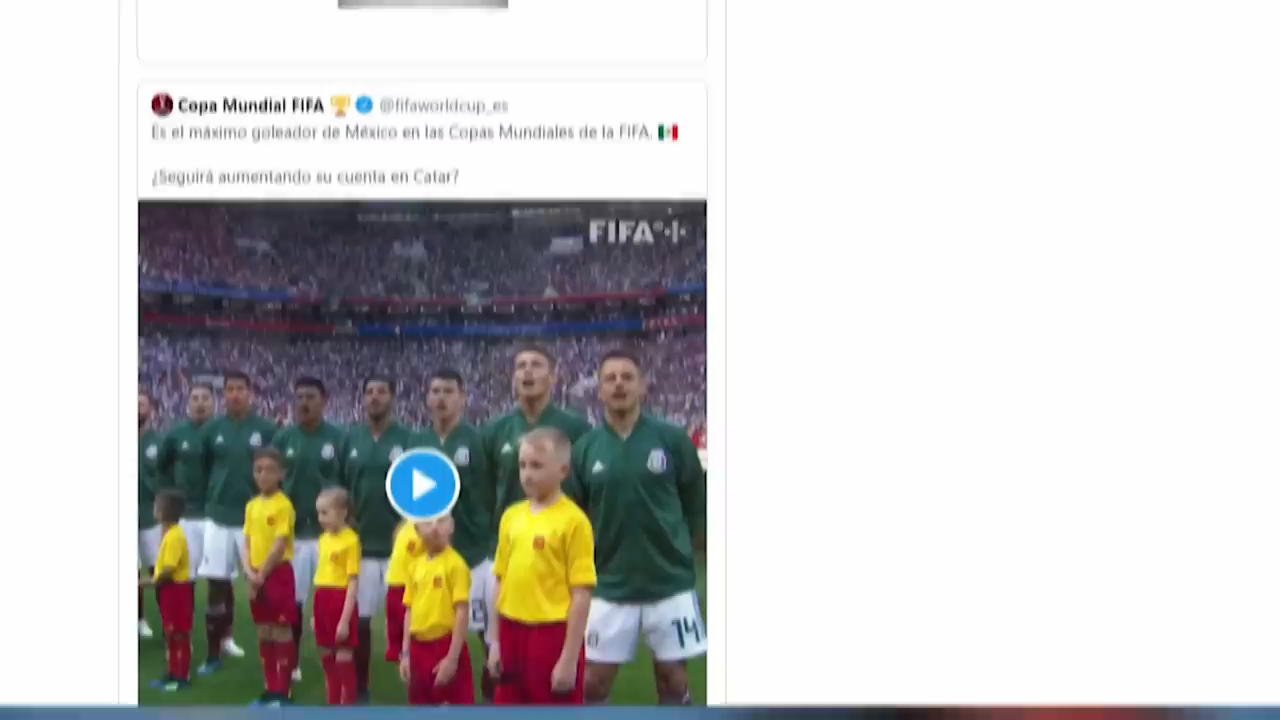 Copa Mundial FIFA 🏆 @fifaworldcup_es
Es el máximo goleador de México en las Copas Mundiales de la FIFA. 🇲🇽
¿Seguirá aumentando su cuenta en Catar?
FIFA+
14